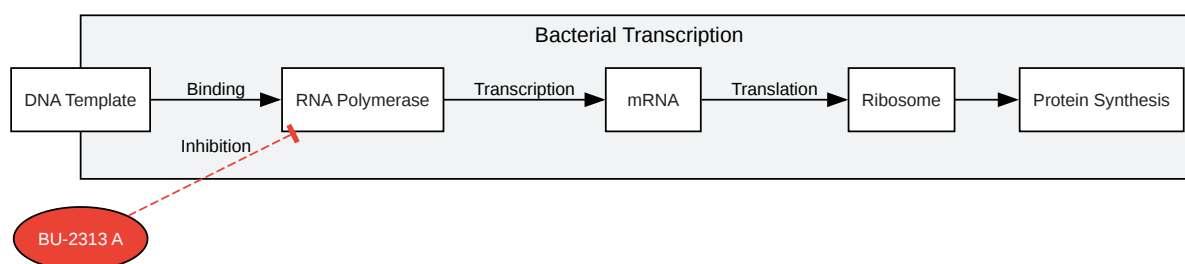 Bacterial Transcription
DNA Template
Binding
RNA Polymerase
Transcription
mRNA
Translation
Ribosome
Protein Synthesis
Inhibition
BU-2313 A